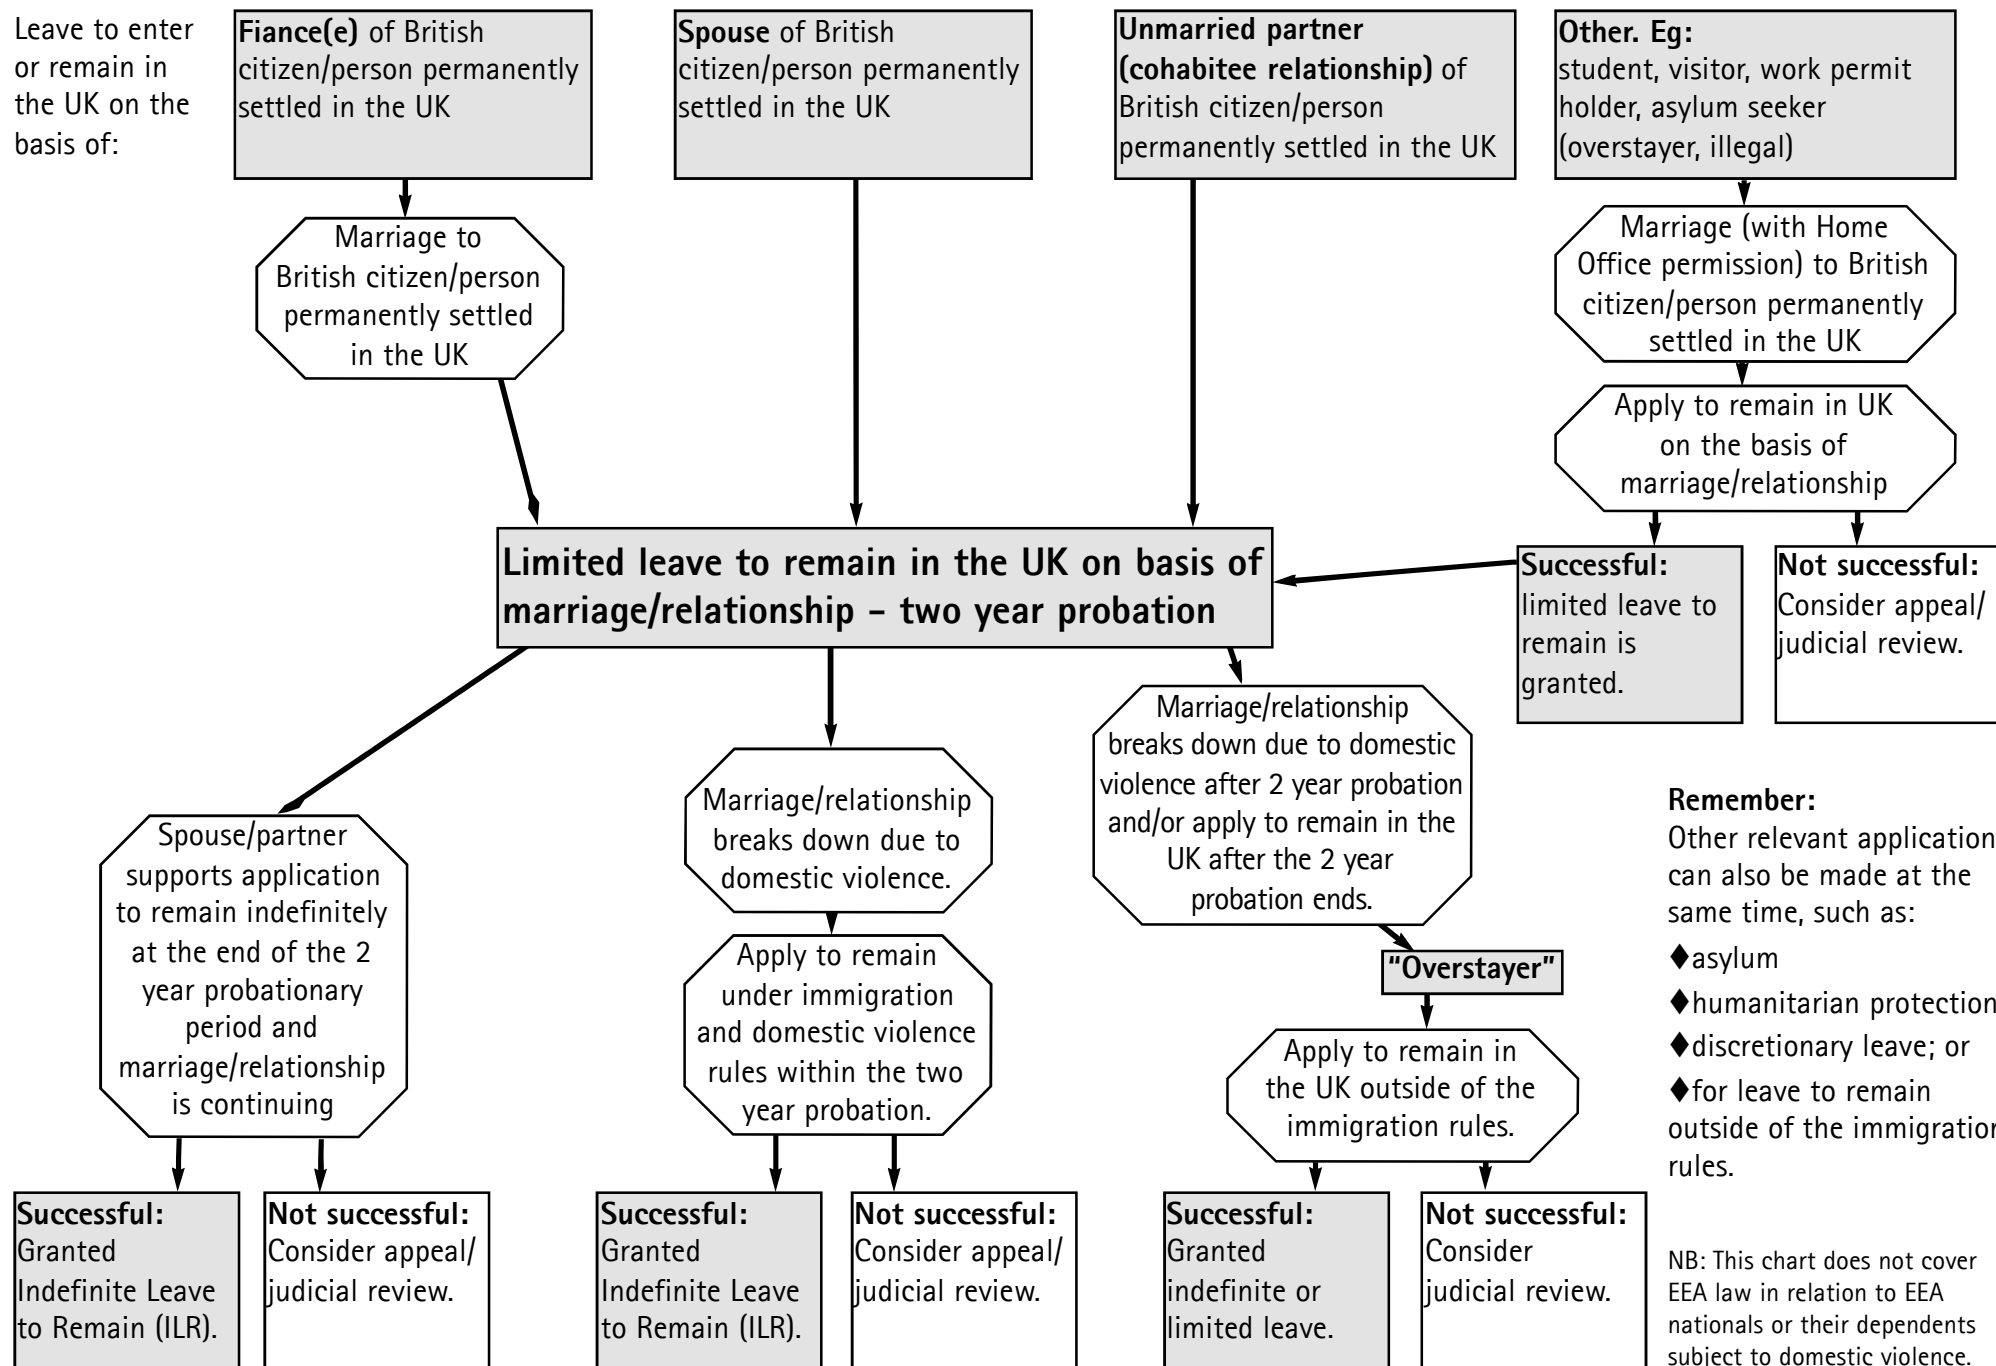 Leave to enter
or remain in
the UK on the
basis of:
Fiance(e) of British
citizen/person permanently
settled in the UK
Spouse of British
citizen/person permanently
settled in the UK
Unmarried partner
(cohabitee relationship) of
British citizen/person
permanently settled in the UK
Other. Eg:
student, visitor, work permit
holder, asylum seeker
(overstayer, illegal)
Marriage to
British citizen/person
permanently settled
in the UK
Marriage (with Home
Office permission) to British
citizen/person permanently
settled in the UK
Apply to remain in UK
on the basis of
marriage/relationship
Limited leave to remain in the UK on basis of
marriage/relationship – two year probation
Successful:
limited leave to
remain is
granted.
Not successful:
Consider appeal/
judicial review.
Spouse/partner
supports application
to remain indefinitely
at the end of the 2
year probationary
period and
marriage/relationship
is continuing
Marriage/relationship
breaks down due to
domestic violence.
Apply to remain
under immigration
and domestic violence
rules within the two
year probation.
Marriage/relationship
breaks down due to domestic
violence after 2 year probation
and/or apply to remain in the
UK after the 2 year
probation ends.
"Overstayer"
Apply to remain in
the UK outside of the
immigration rules.
Successful:
Granted
Indefinite Leave
to Remain (ILR).
Not successful:
Consider appeal/
judicial review.
Successful:
Granted
Indefinite Leave
to Remain (ILR).
Not successful:
Consider appeal/
judicial review.
Successful:
Granted
indefinite or
limited leave.
Not successful:
Consider
judicial review.
Remember:
Other relevant application
can also be made at the
same time, such as:
♦asylum
♦humanitarian protection
♦discretionary leave; or
♦for leave to remain
outside of the immigration
rules.
NB: This chart does not cover
EEA law in relation to EEA
nationals or their dependents
subject to domestic violence.